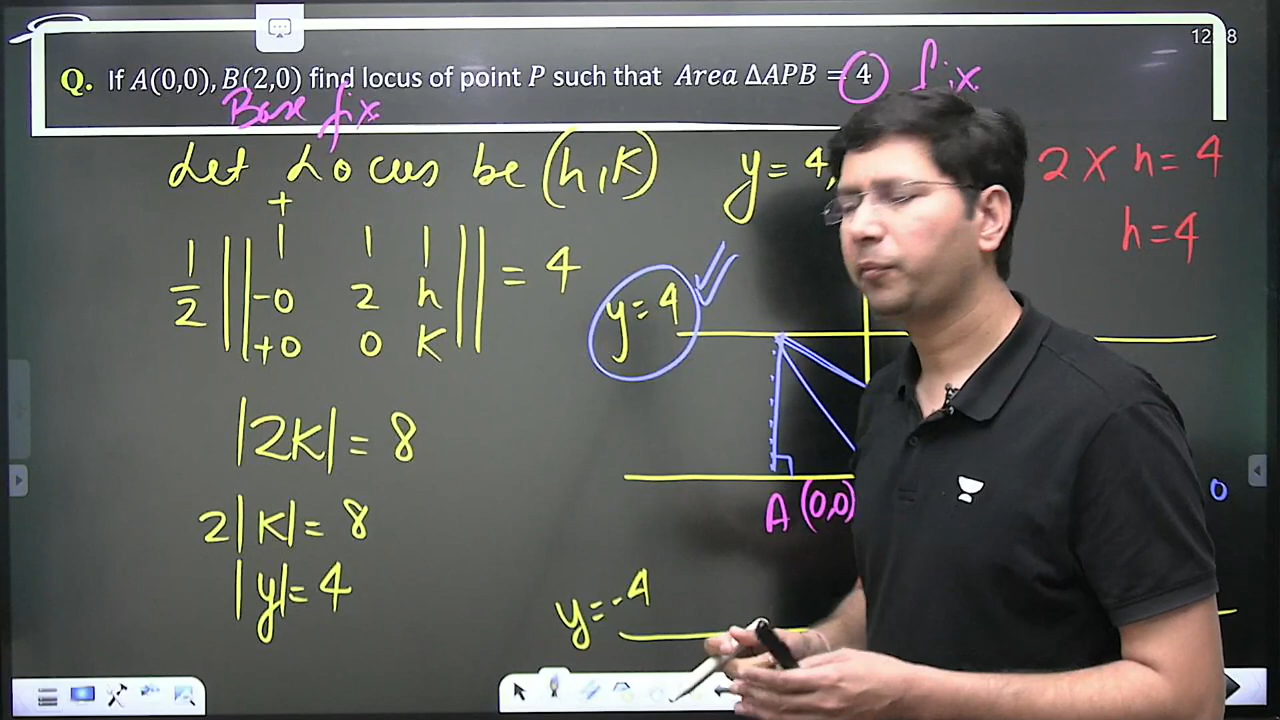 Q. If A(0,0), B(2,0) find locus of point P such that Area ΔAPB = 4 fix
Base fix
Let Locus be (h,K)
y = 4,
2 X h = 4
h = 4
+
1 1 1
1/2 -0 2 h = 4
+0 0 K
y = 4
|2K| = 8
A (0,0)
0
2|K| = 8
|y| = 4
y = -4